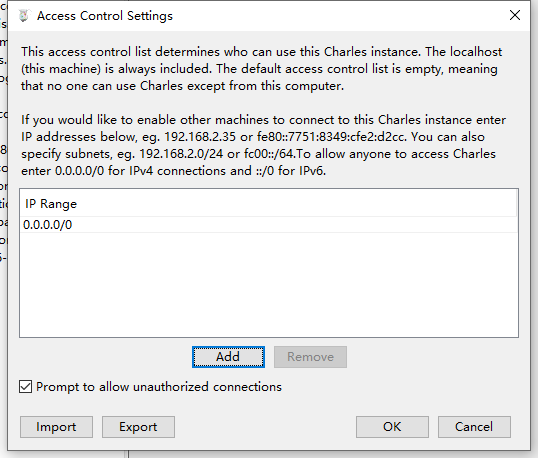 Access Control Settings
This access control list determines who can use this Charles instance. The localhost
(this machine) is always included. The default access control list is empty, meaning
that no one can use Charles except from this computer.
If you would like to enable other machines to connect to this Charles instance enter
IP addresses below, eg. 192.168.2.35 or fe80::7751:8349:cfe2:d2cc. You can also
specify subnets, eg. 192.168.2.0/24 or fc00::/64.To allow anyone to access Charles
enter 0.0.0.0/0 for IPv4 connections and ::/0 for IPv6.
IP Range
0.0.0.0/0
Add
Remove
Prompt to allow unauthorized connections
Import
Export
OK
Cancel